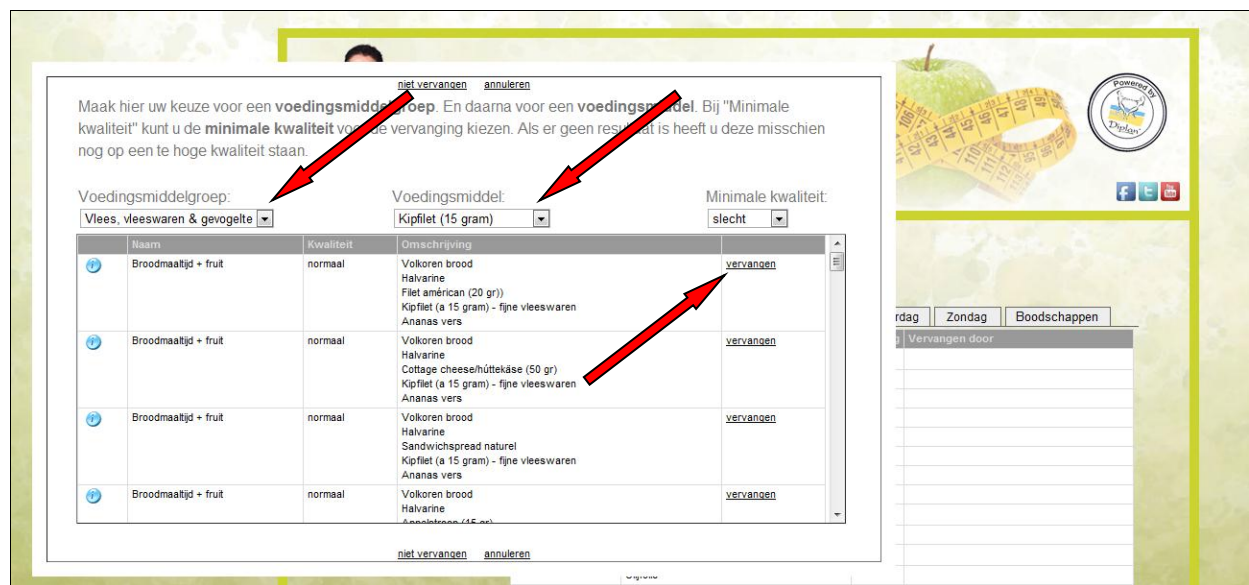 niet vervangen annuleren
Maak hier uw keuze voor een voedingsmiddelgroep. En daarna voor een voedingsmiddel. Bij "Minimale
kwaliteit" kunt u de minimale kwaliteit voor de vervanging kiezen. Als er geen resultaat is heeft u deze misschien
nog op een te hoge kwaliteit staan.
Voedingsmiddelgroep: Voedingsmiddel: Minimale kwaliteit:
Vlees, vleeswaren & gevogelte Kipfilet (15 gram) slecht
Naam Kwaliteit Omschrijving
Broodmaaltijd + fruit normaal Volkoren brood vervangen
Halvarine
Filet américan (20 gr))
Kipfilet (a 15 gram) - fijne vleeswaren
Ananas vers
Broodmaaltijd + fruit normaal Volkoren brood vervangen
Halvarine
Cottage cheese/hüttekäse (50 gr)
Kipfilet (a 15 gram) - fijne vleeswaren
Ananas vers
Broodmaaltijd + fruit normaal Volkoren brood vervangen
Halvarine
Sandwichspread naturel
Kipfilet (a 15 gram) - fijne vleeswaren
Ananas vers
Broodmaaltijd + fruit normaal Volkoren brood vervangen
Halvarine
niet vervangen annuleren
Powered by
Diplan
rdag Zondag Boodschappen
Vervangen door